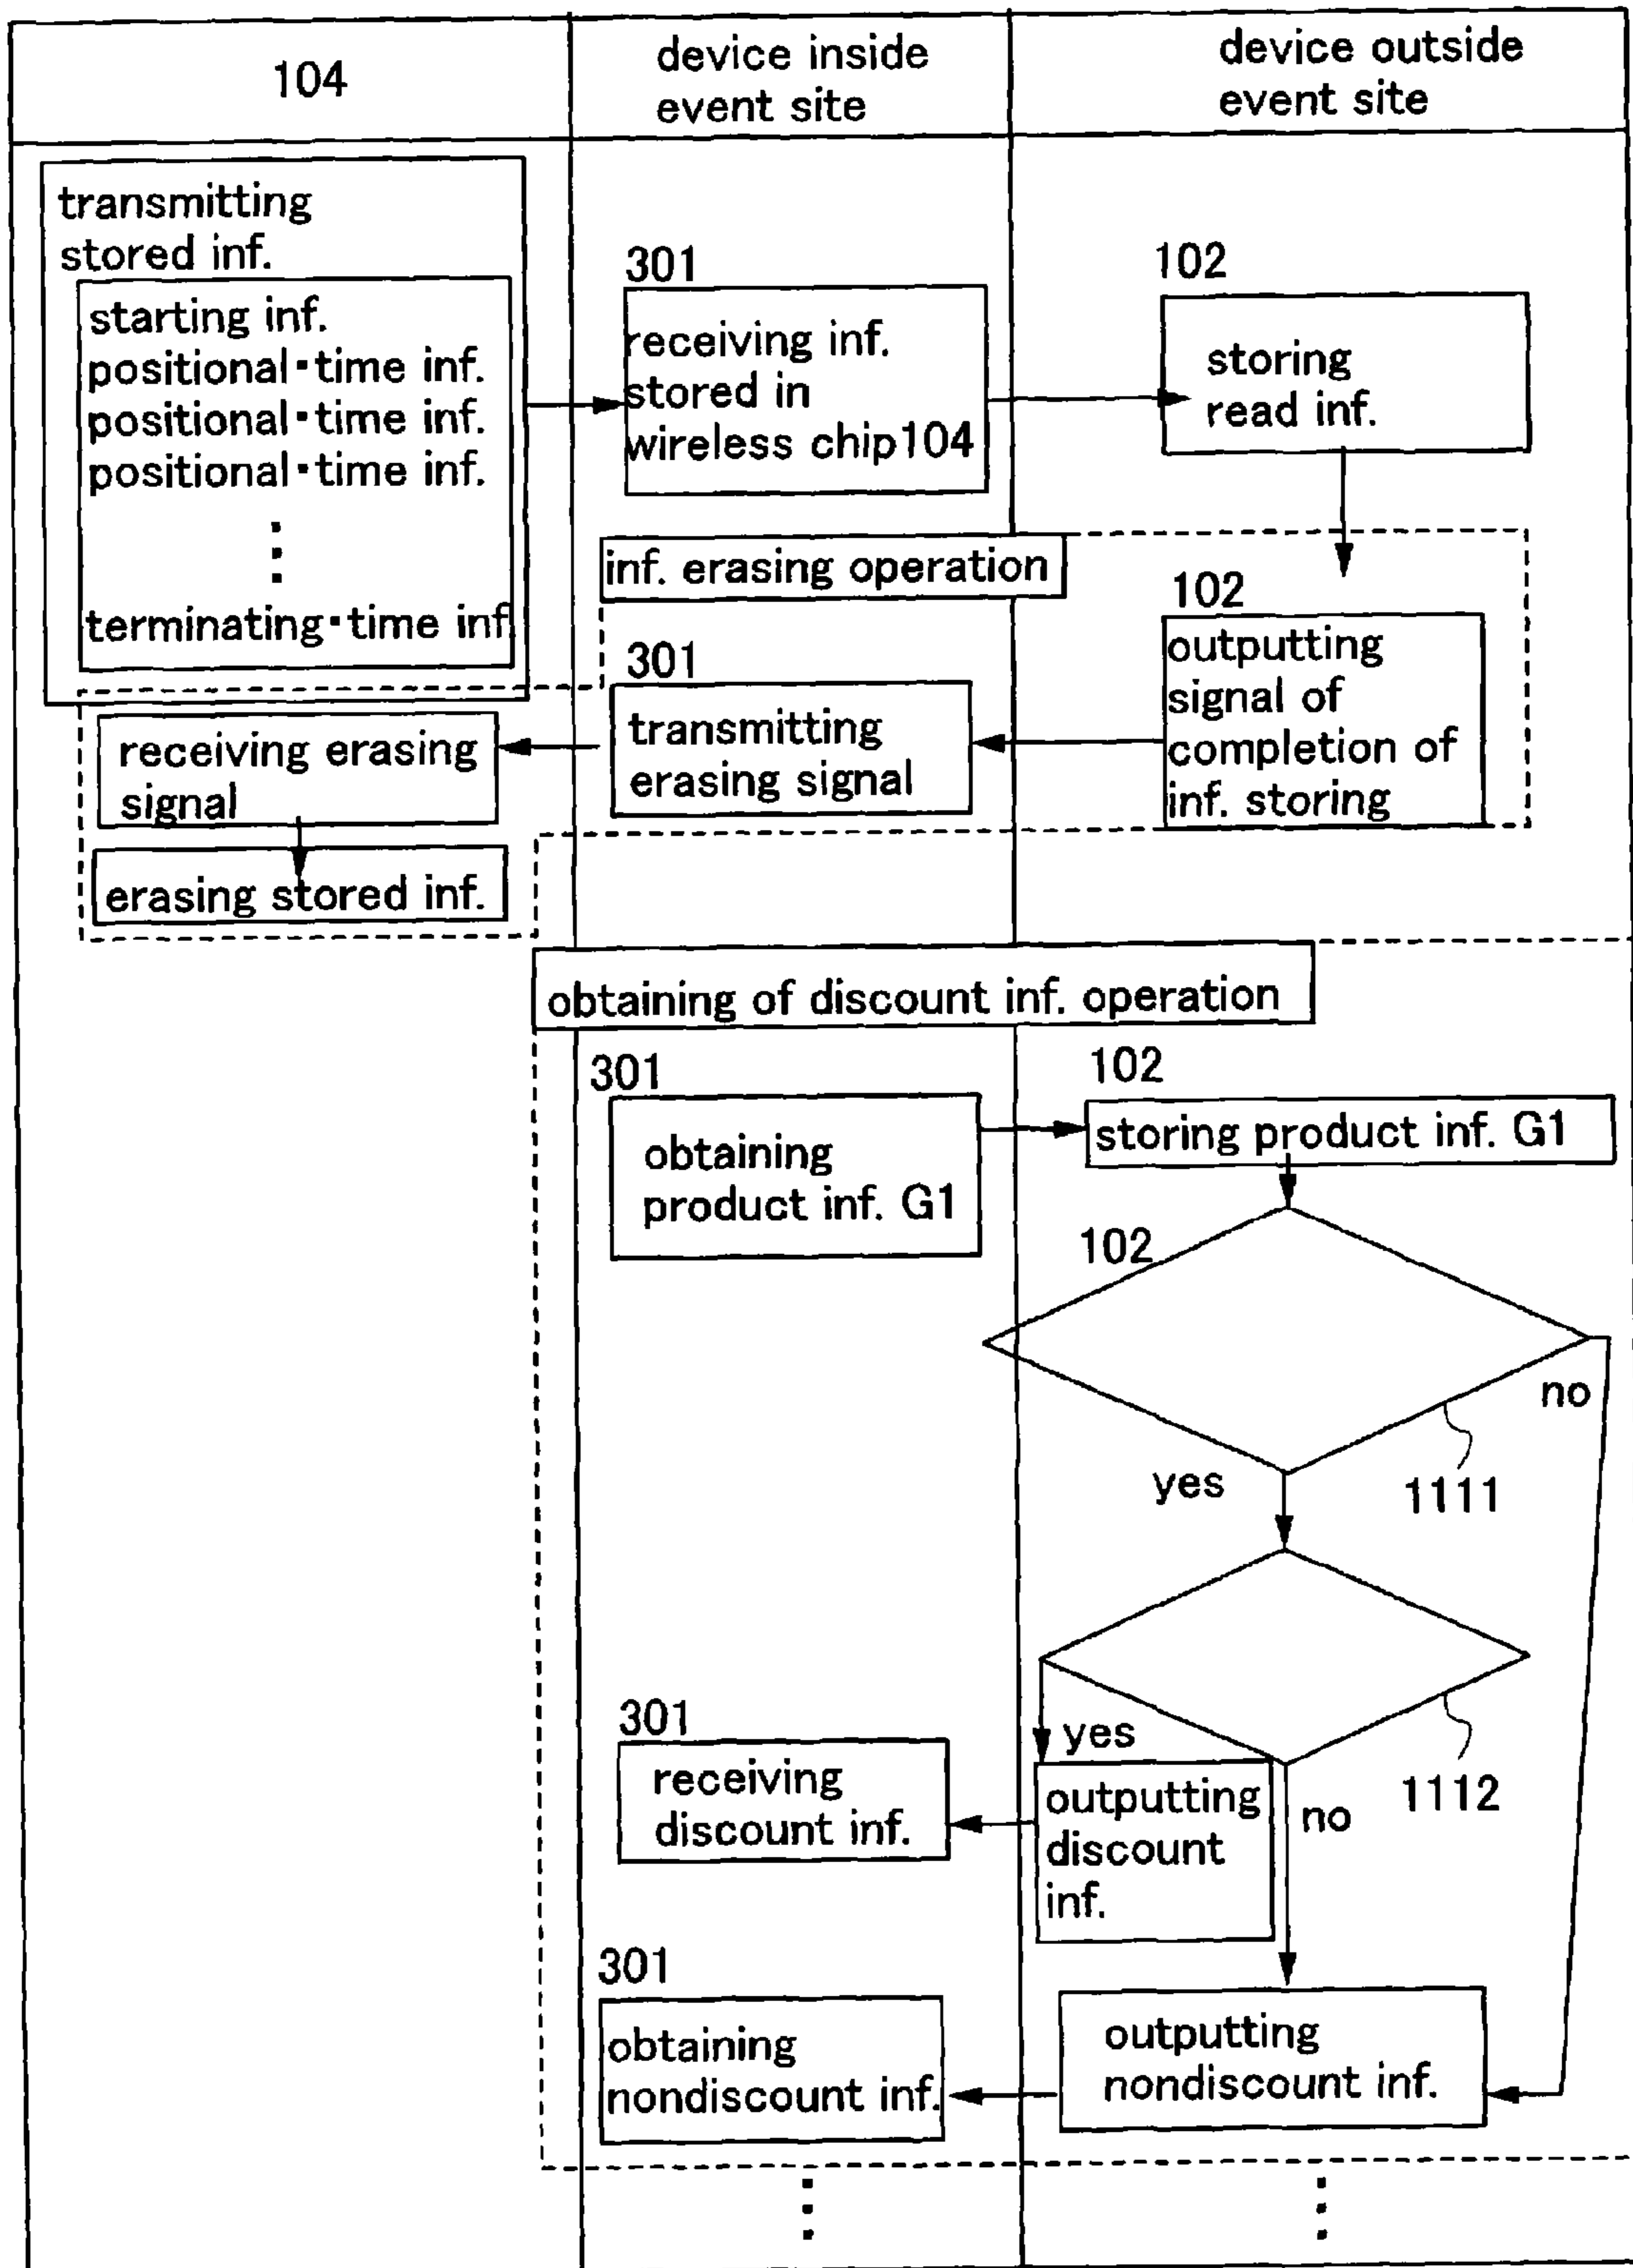 104
device inside
event site
device outside
event site
transmitting
stored inf.
starting inf.
positional·time inf.
positional·time inf.
positional·time inf.
terminating·time inf
301
receiving inf.
stored in
wireless chip104
102
storing
read inf.
inf. erasing operation
102
outputting
signal of
completion of
inf. storing
301
transmitting
erasing signal
receiving erasing
signal
erasing stored inf.
obtaining of discount inf. operation
301
obtaining
product inf. G1
102
storing product inf. G1
102
no
yes
1111
yes
1112
no
301
receiving
discount inf.
outputting
discount
inf.
301
obtaining
nondiscount inf.
outputting
nondiscount inf.